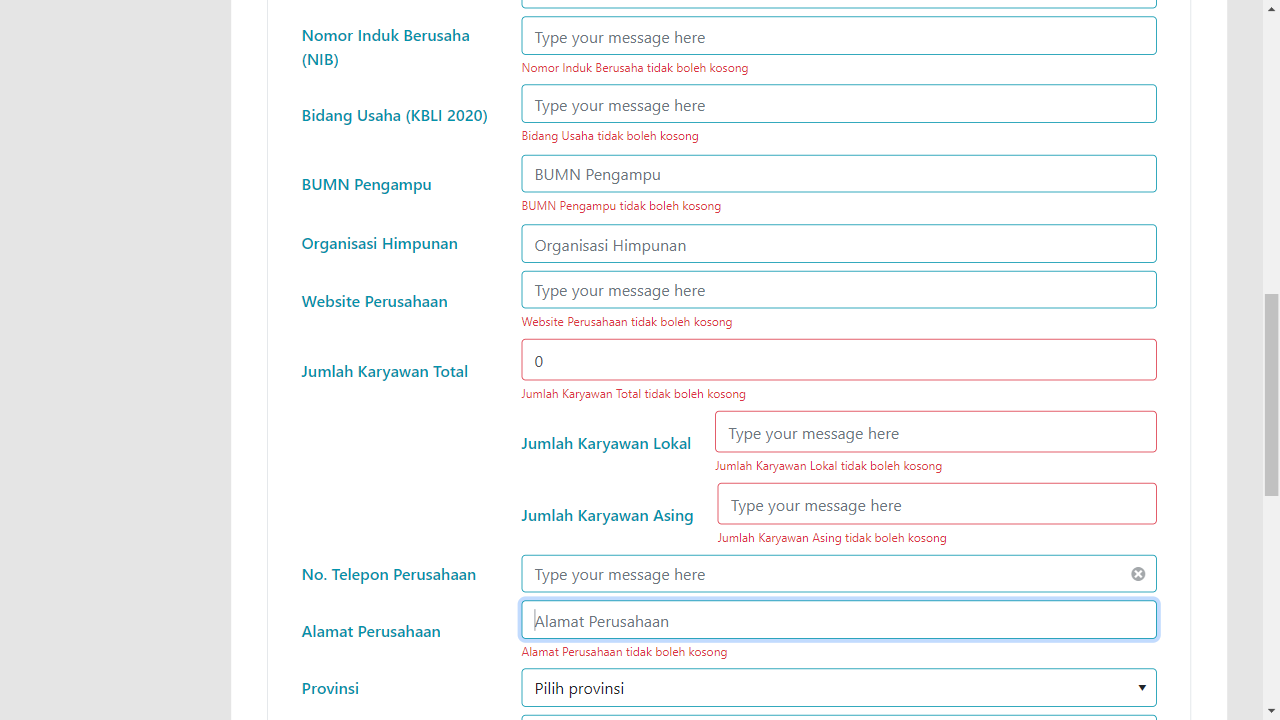 Nomor Induk Berusaha
(NIB)
Type your message here
Nomor Induk Berusaha tidak boleh kosong
Bidang Usaha (KBLI 2020)
Type your message here
Bidang Usaha tidak boleh kosong
BUMN Pengampu
BUMN Pengampu
BUMN Pengampu tidak boleh kosong
Organisasi Himpunan
Organisasi Himpunan
Website Perusahaan
Type your message here
Website Perusahaan tidak boleh kosong
Jumlah Karyawan Total
0
Jumlah Karyawan Total tidak boleh kosong
Jumlah Karyawan Lokal
Type your message here
Jumlah Karyawan Lokal tidak boleh kosong
Jumlah Karyawan Asing
Type your message here
Jumlah Karyawan Asing tidak boleh kosong
No. Telepon Perusahaan
Type your message here
Alamat Perusahaan
Alamat Perusahaan
Alamat Perusahaan tidak boleh kosong
Provinsi
Pilih provinsi